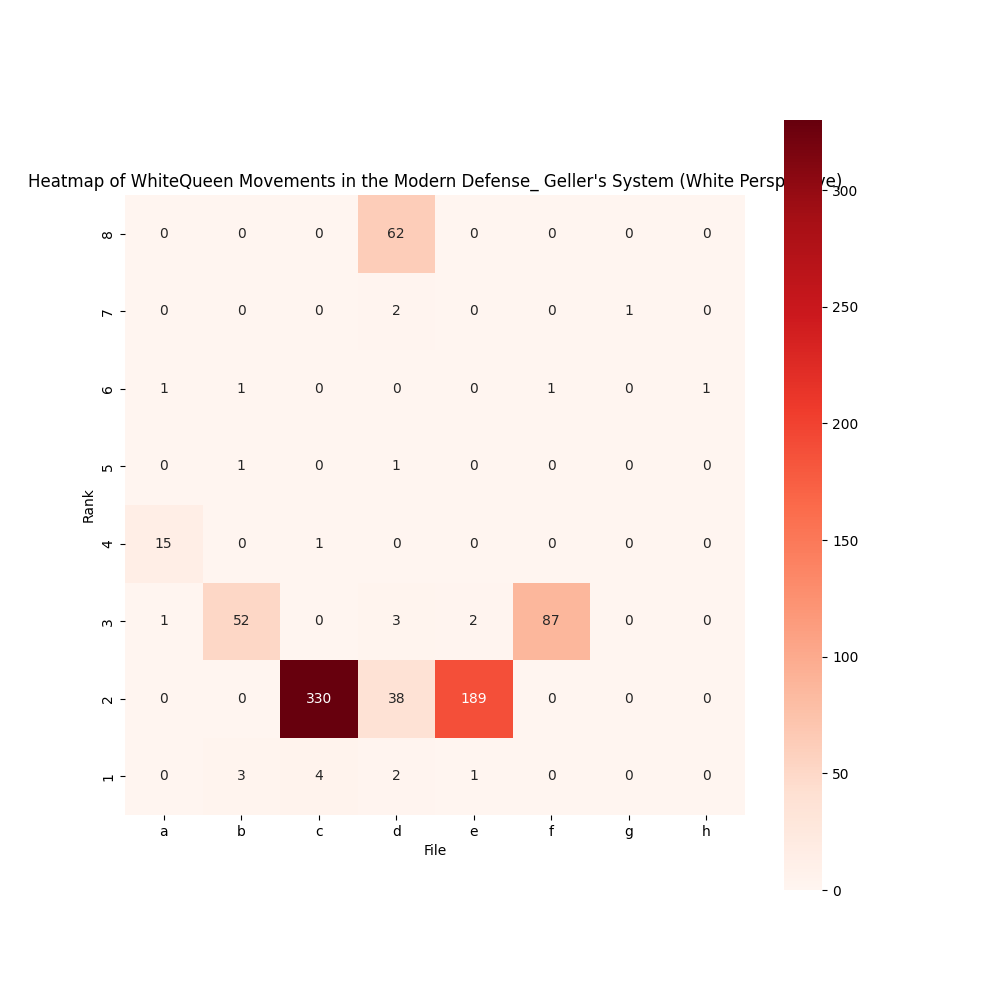 Heatmap of WhiteQueen Movements in the Modern Defense_ Geller's System (White Perspective)
8 0 0 0 62 0 0 0 0
7 0 0 0 2 0 0 1 0
6 1 1 0 0 0 1 0 1
5 0 1 0 1 0 0 0 0
4 15 0 1 0 0 0 0 0
3 1 52 0 3 2 87 0 0
2 0 0 330 38 189 0 0 0
1 0 3 4 2 1 0 0 0
a b c d e f g h
File
Rank
300
250
200
150
100
50
0